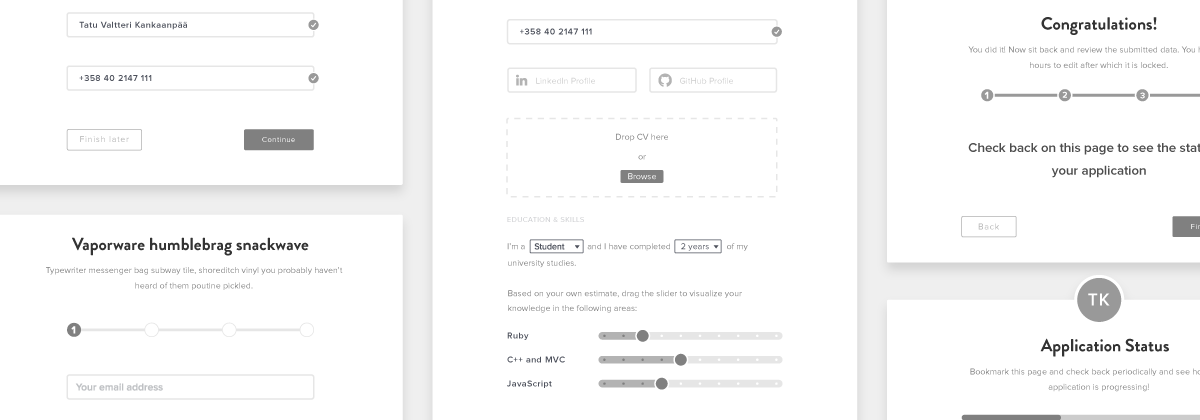 Tatu Valtteri Kankaanpää
+358 40 2147 111
Finish later
Continue
Vaporware humblebrag snackwave
Typewriter messenger bag subway tile, shoreditch vinyl you probably haven't
heard of them poutine pickled.
1
Your email address
+358 40 2147 111
LinkedIn Profile
GitHub Profile
Drop CV here
or
Browse
EDUCATION & SKILLS
I'm a Student and I have completed 2 years of my
university studies.
Based on your own estimate, drag the slider to visualize your
knowledge in the following areas:
Ruby
C++ and MVC
JavaScript
Congratulations!
You did it! Now sit back and review the submitted data. You
hours to edit after which it is locked.
1 2 3
Check back on this page to see the
your application
Back
TK
Application Status
Bookmark this page and check back periodically and see
application is progressing!